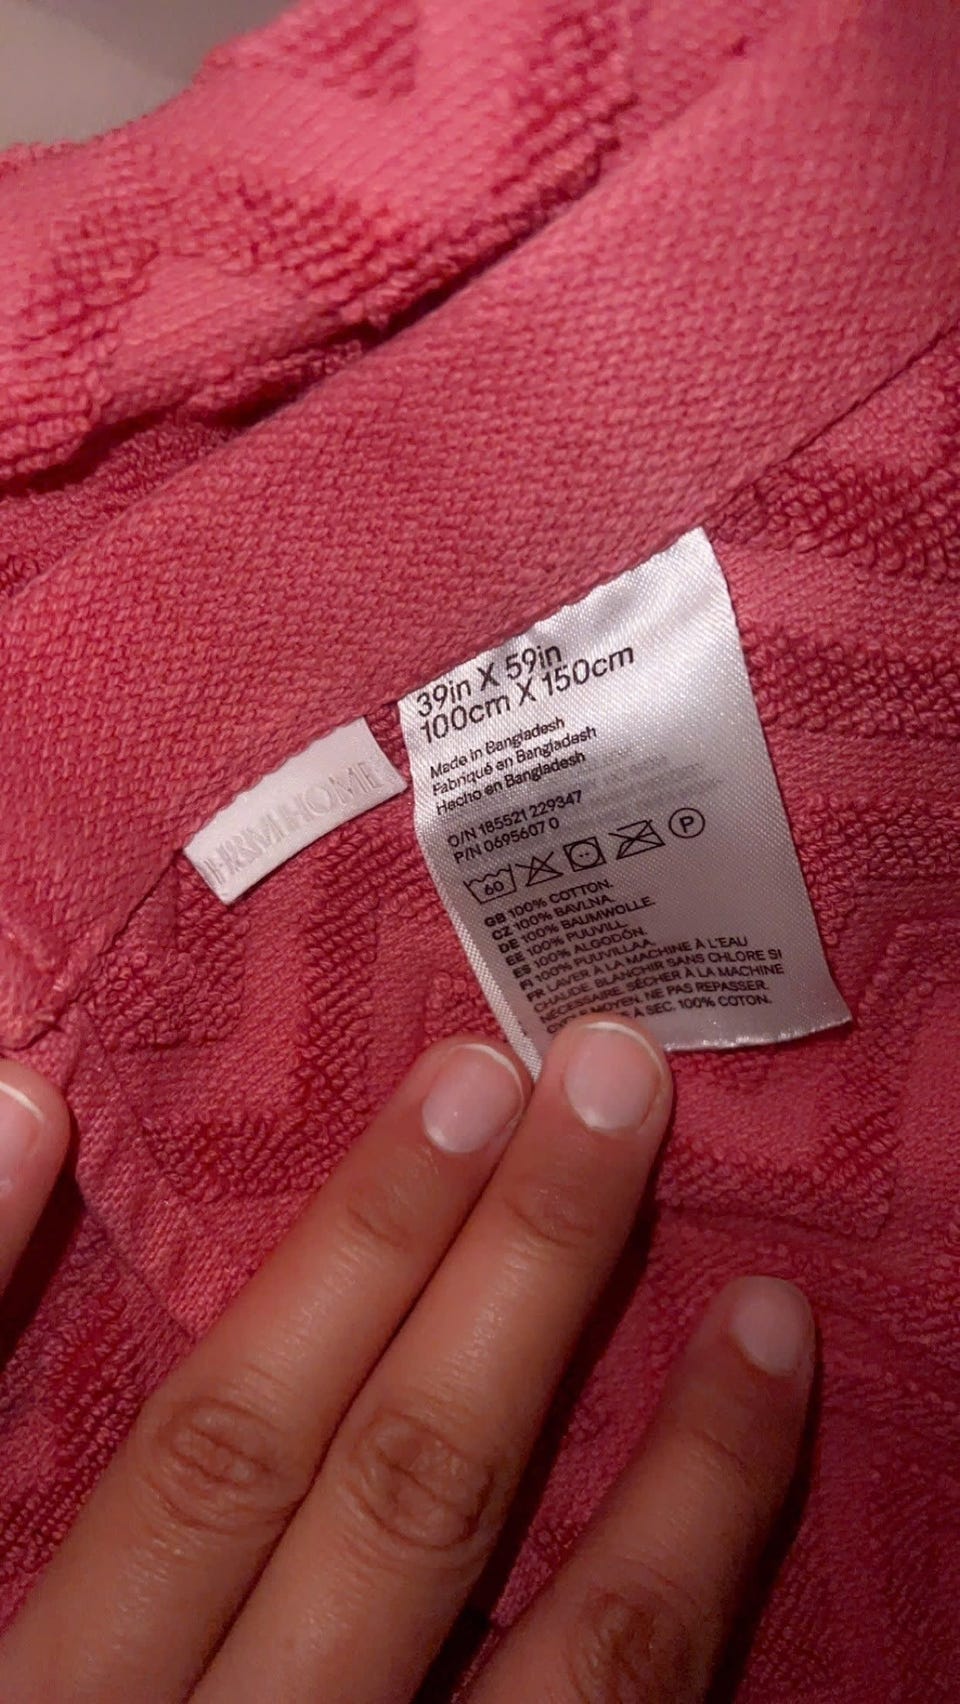 H&M HOME
39in X 59in
100cm X 150cm
Made in Bangladesh
Fabriqué en Bangladesh
Hecho en Bangladesh
O/N 185521 229347
P/N 0695607 0
60 P
GB 100% COTTON.
CZ 100% BAVLNA.
DE 100% BAUMWOLLE.
EE 100% PUUVILL.
ES 100% ALGODÓN.
FI 100% PUUVILLAA.
FR LAVER À LA MACHINE À L'EAU
CHAUDE. BLANCHIR SANS CHLORE SI
NÉCESSAIRE. SÉCHER À LA MACHINE
CYCLE MOYEN. NE PAS REPASSER.
À SEC. 100% COTON.